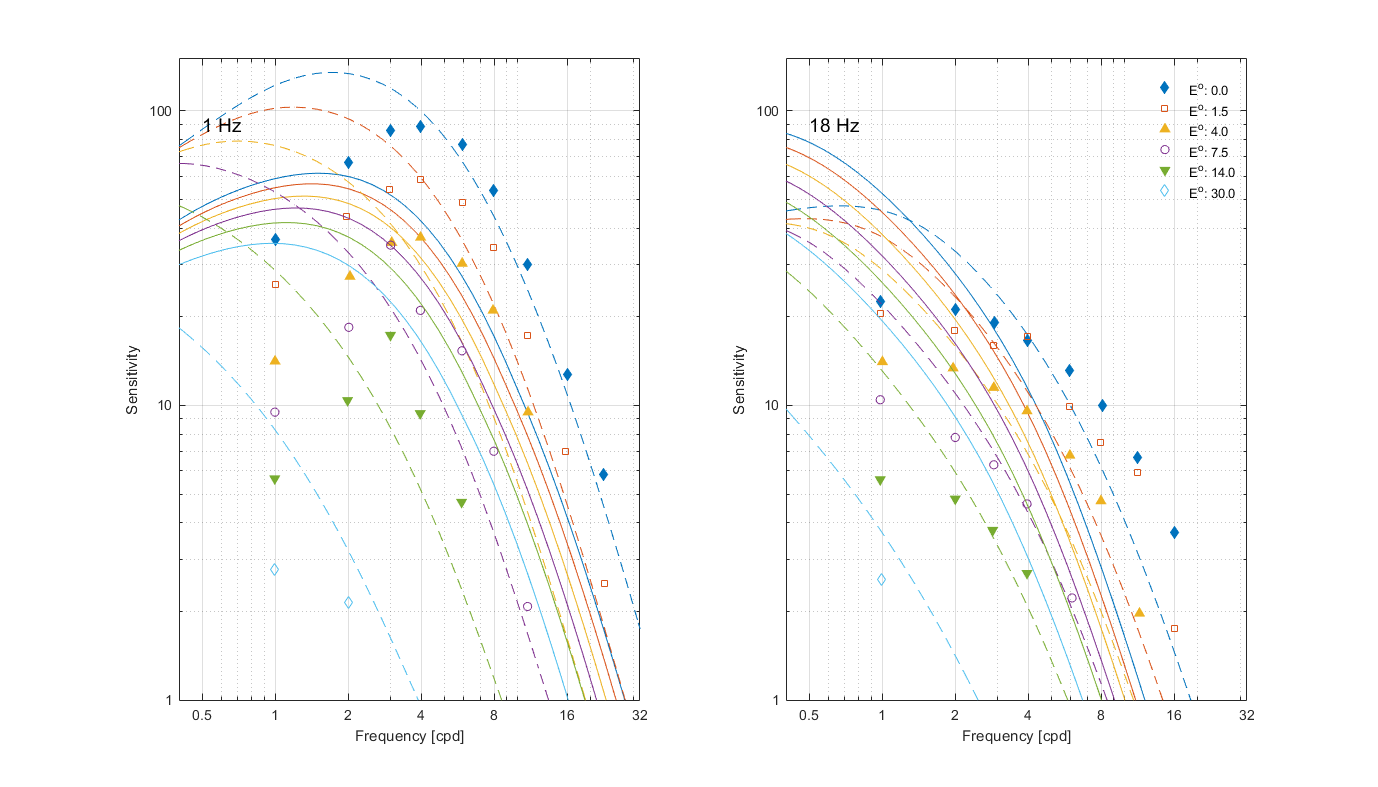 100
10
1
1 Hz
Sensitivity
0.5 1 2 4 8 16 32
Frequency [cpd]
100
10
1
18 Hz
Sensitivity
0.5 1 2 4 8 16 32
Frequency [cpd]
E°: 0.0
E°: 1.5
E°: 4.0
E°: 7.5
E°: 14.0
E°: 30.0